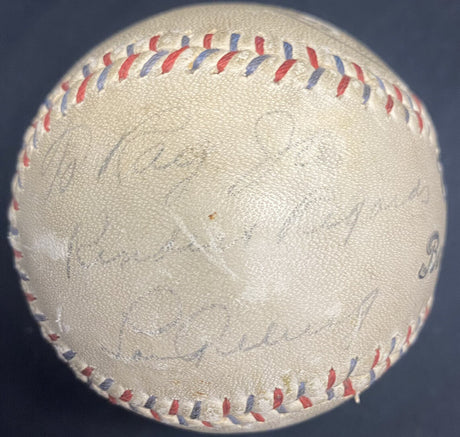 To Ray Jr.
Kindest Regards
Lou Gehrig